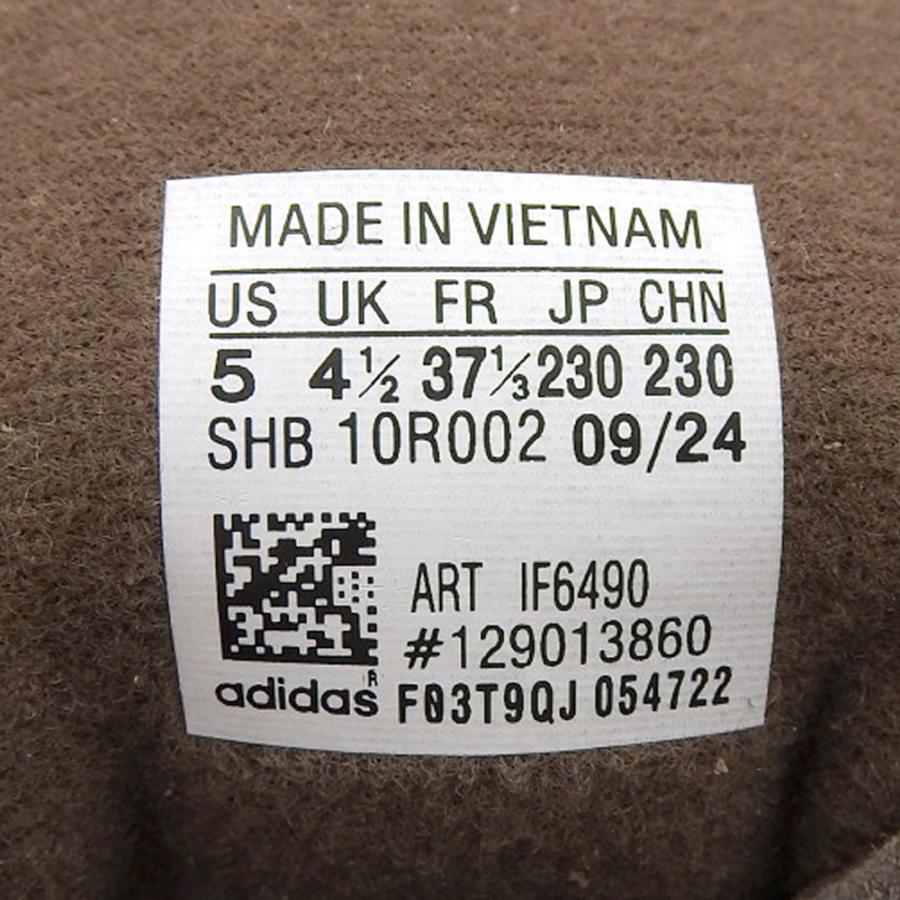 MADE IN VIETNAM
US UK FR JP CHN
5 4½ 37⅓ 230 230
SHB 10R002 09/24
ART IF6490
#129013860
adidas® F03T9QJ 054722